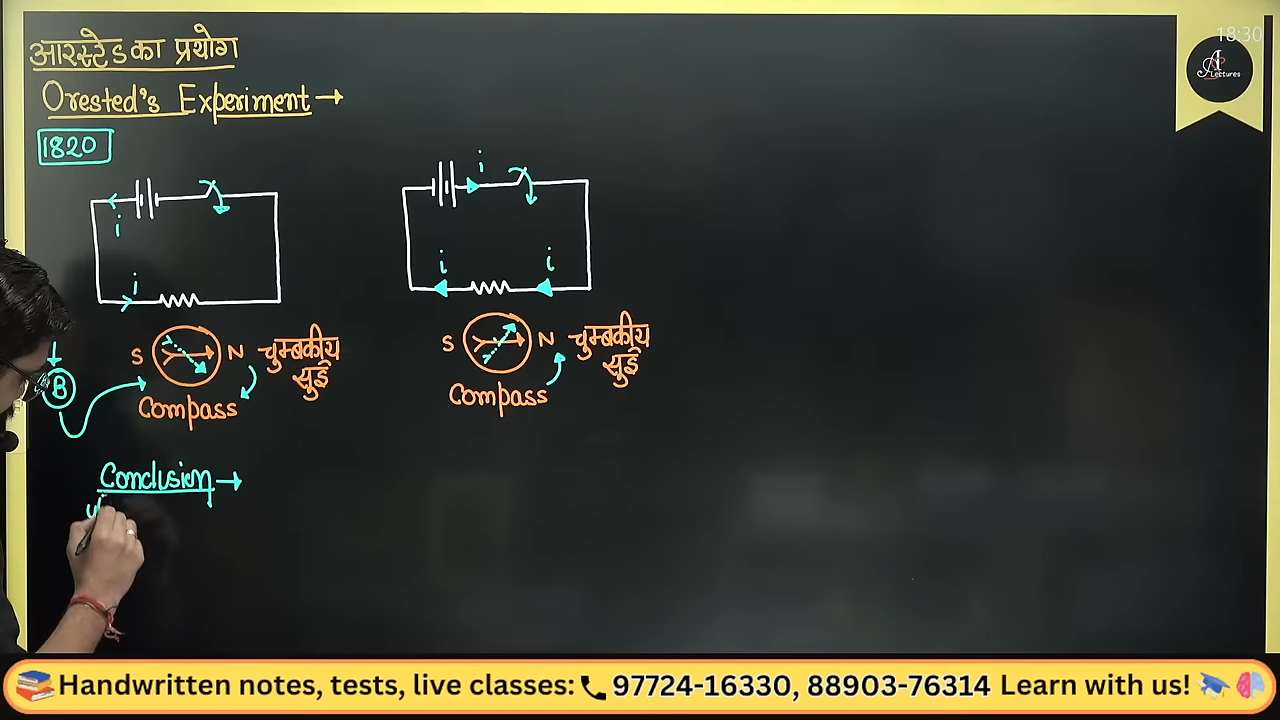 18:30
A Lectures
आरस्टेड का प्रयोग
Orested's Experiment →
1820
i
i
i
i
i
S
N
चुम्बकीय
सुई
Compass
B
S
N
चुम्बकीय
सुई
Compass
Conclusion →
Handwritten notes, tests, live classes: 97724-16330, 88903-76314 Learn with us!